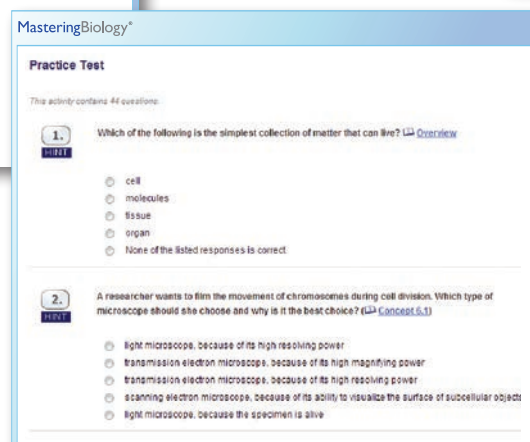 MasteringBiology®
Practice Test
This activity contains 44 questions.
1.
HINT
Which of the following is the simplest collection of matter that can live? Overview
cell
molecules
tissue
organ
None of the listed responses is correct.
2.
HINT
A researcher wants to film the movement of chromosomes during cell division. Which type of
microscope should she choose and why is it the best choice? (Concept 6.1)
light microscope, because of its high resolving power
transmission electron microscope, because of its high magnifying power
transmission electron microscope, because of its high resolving power
scanning electron microscope, because of its ability to visualize the surface of subcellular objects
light microscope, because the specimen is alive